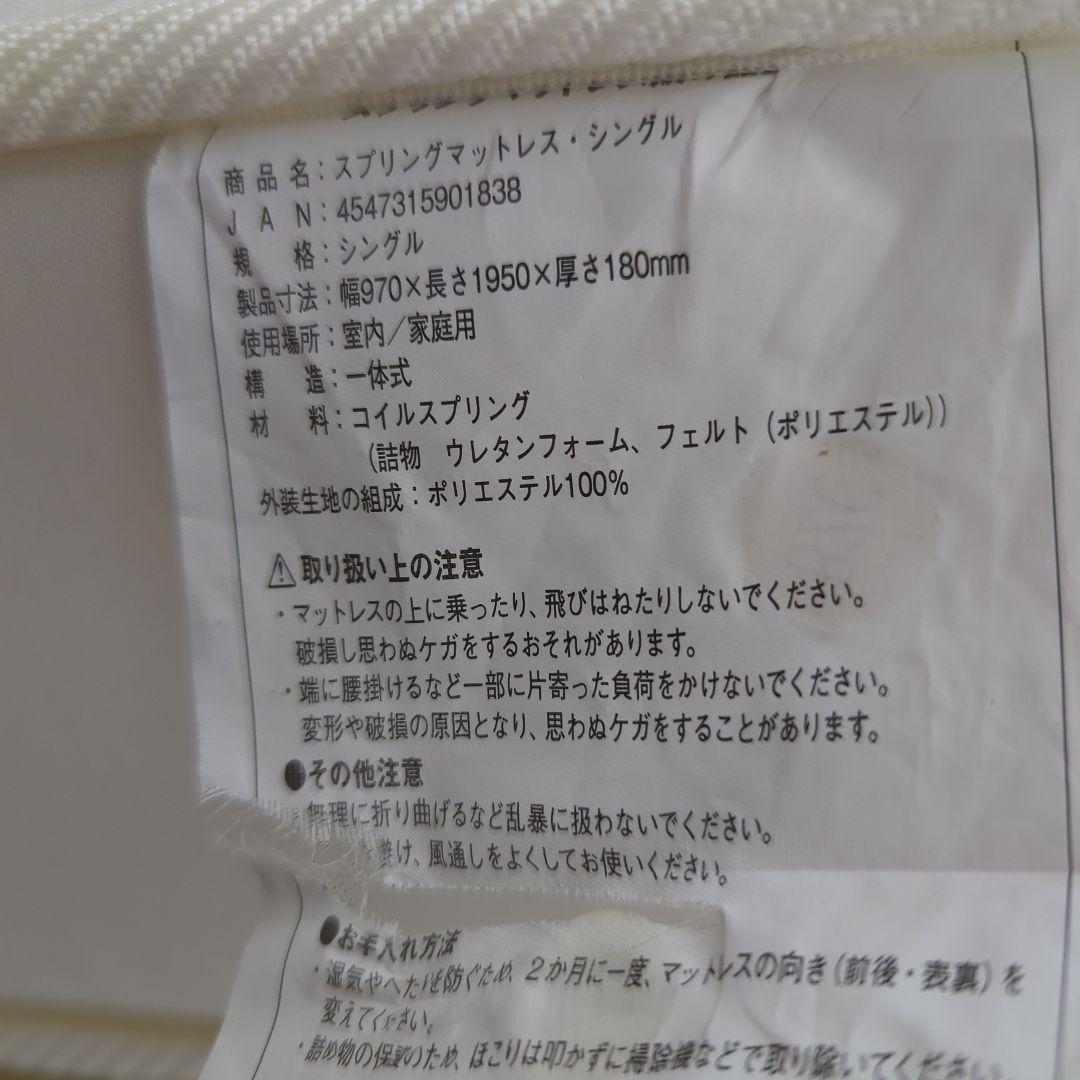 商品名：スプリングマットレス・シングル
JAN：4547315901838
規格：シングル
製品寸法：幅970×長さ1950×厚さ180mm
使用場所：室内／家庭用
構造：一体式
材料：コイルスプリング
(詰物 ウレタンフォーム、フェルト（ポリエステル）)
外装生地の組成：ポリエステル100%
⚠取り扱い上の注意
・マットレスの上に乗ったり、飛びはねたりしないでください。
破損し思わぬケガをするおそれがあります。
・端に腰掛けるなど一部に片寄った負荷をかけないでください。
変形や破損の原因となり、思わぬケガをすることがあります。
●その他注意
無理に折り曲げるなど乱暴に扱わないでください。
避け、風通しをよくしてお使いください。
●お手入れ方法
・湿気やへたりを防ぐため、2か月に一度、マットレスの向き（前後・表裏）を
変えてください。
・詰め物の保護のため、ほこりは叩かずに掃除機などで取り除いてください。